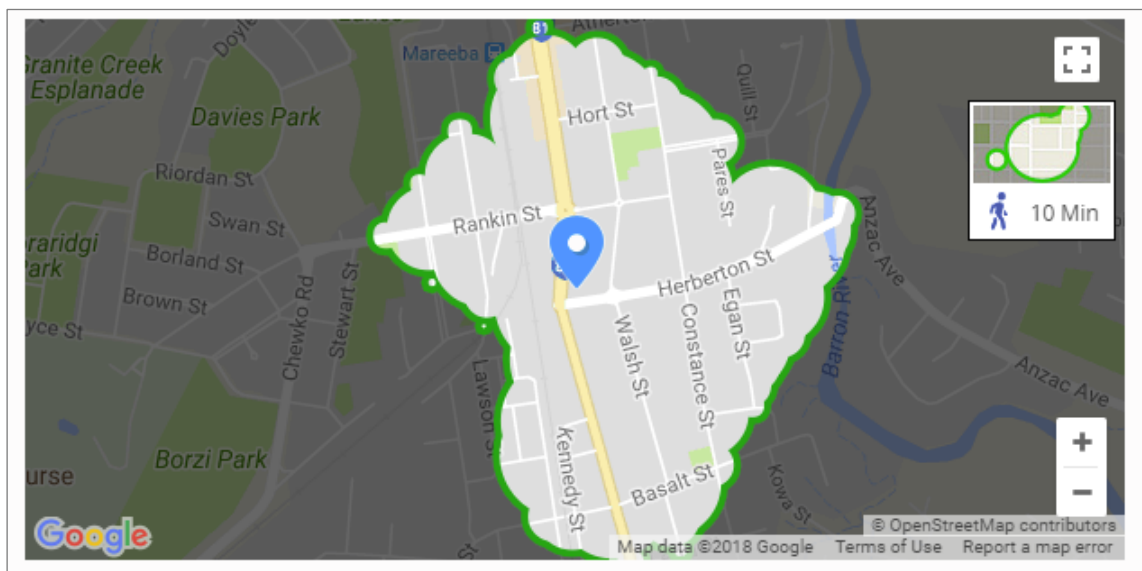 B1
Mareeba
Doyle
Granite Creek
Esplanade
Davies Park
Hort St
Quill St
Riordan St
Pares St
10 Min
Swan St
Rankin St
Anzac Ave
Borland St
Park
Herberton St
Brown St
Chewko Rd
Stewart St
Egan St
Constance St
Walsh St
Barron
Anzac Ave
Lawson St
Kennedy St
Borzi Park
Basalt St
Kowa St
+
−
Google
© OpenStreetMap contributors
Map data ©2018 Google Terms of Use Report a map error